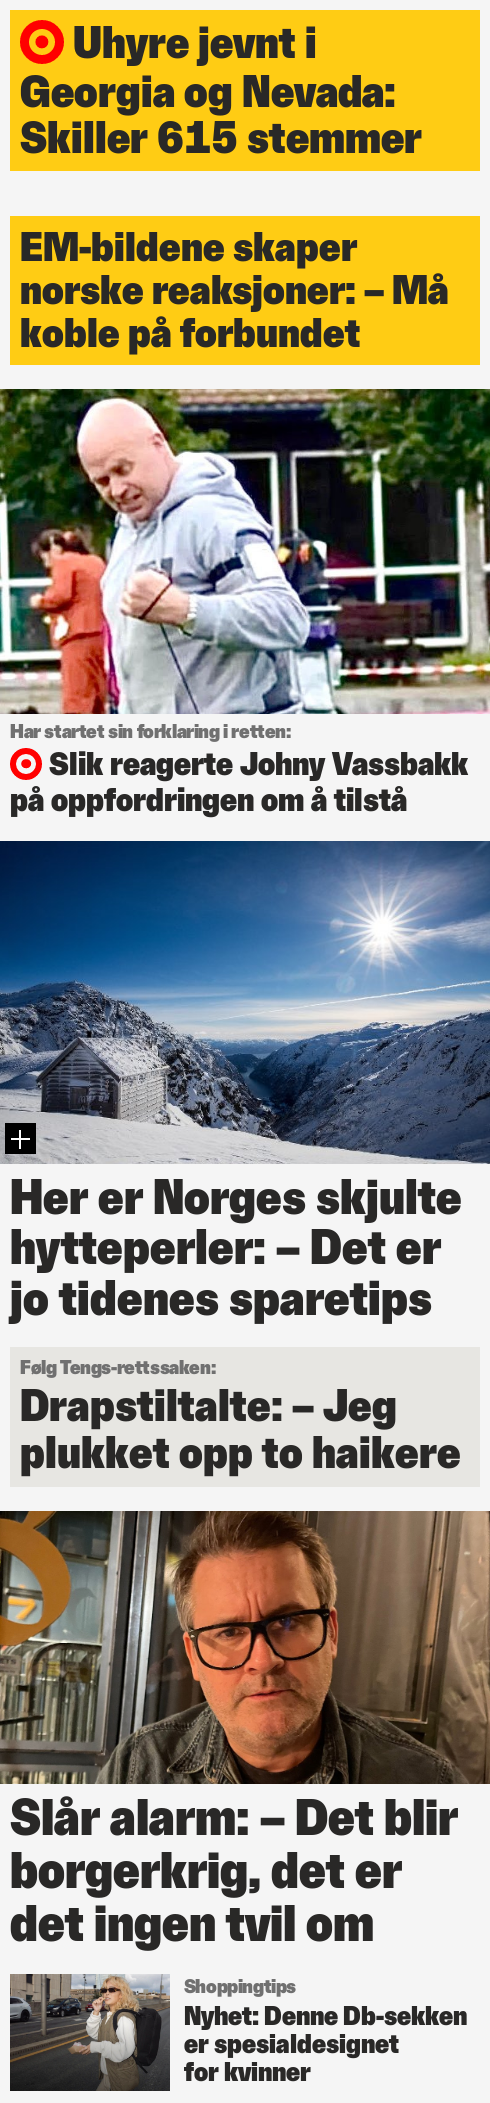 Uhyre jevnt i
Georgia og Nevada:
Skiller 615 stemmer
EM-bildene skaper
norske reaksjoner: – Må
koble på forbundet
Har startet sin forklaring i retten:
Slik reagerte Johny Vassbakk
på oppfordringen om å tilstå
Her er Norges skjulte
hytteperler: – Det er
jo tidenes sparetips
Følg Tengs-rettssaken:
Drapstiltalte: – Jeg
plukket opp to haikere
Slår alarm: – Det blir
borgerkrig, det er
det ingen tvil om
Shoppingtips
Nyhet: Denne Db-sekken
er spesialdesignet
for kvinner